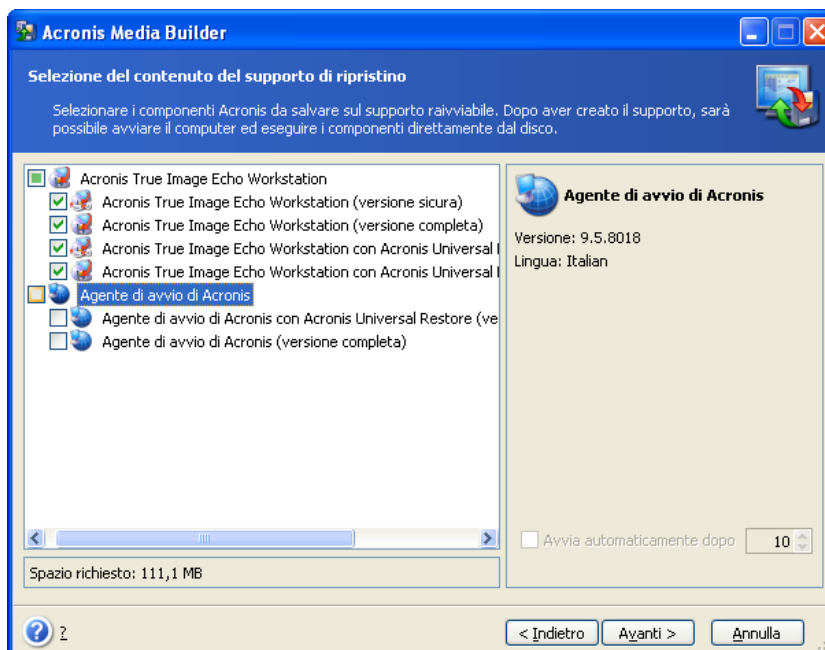 Acronis Media Builder
Selezione del contenuto del supporto di ripristino
Selezionare i componenti Acronis da salvare sul supporto raivviabile. Dopo aver creato il supporto, sarà
possibile avviare il computer ed eseguire i componenti direttamente dal disco.
Acronis True Image Echo Workstation
Acronis True Image Echo Workstation (versione sicura)
Acronis True Image Echo Workstation (versione completa)
Acronis True Image Echo Workstation con Acronis Universal
Acronis True Image Echo Workstation con Acronis Universal
Agente di avvio di Acronis
Agente di avvio di Acronis con Acronis Universal Restore (ve
Agente di avvio di Acronis (versione completa)
Spazio richiesto: 111,1 MB
Agente di avvio di Acronis
Versione: 9.5.8018
Lingua: Italian
Avvia automaticamente dopo 10
?
< Indietro Avanti > Annulla